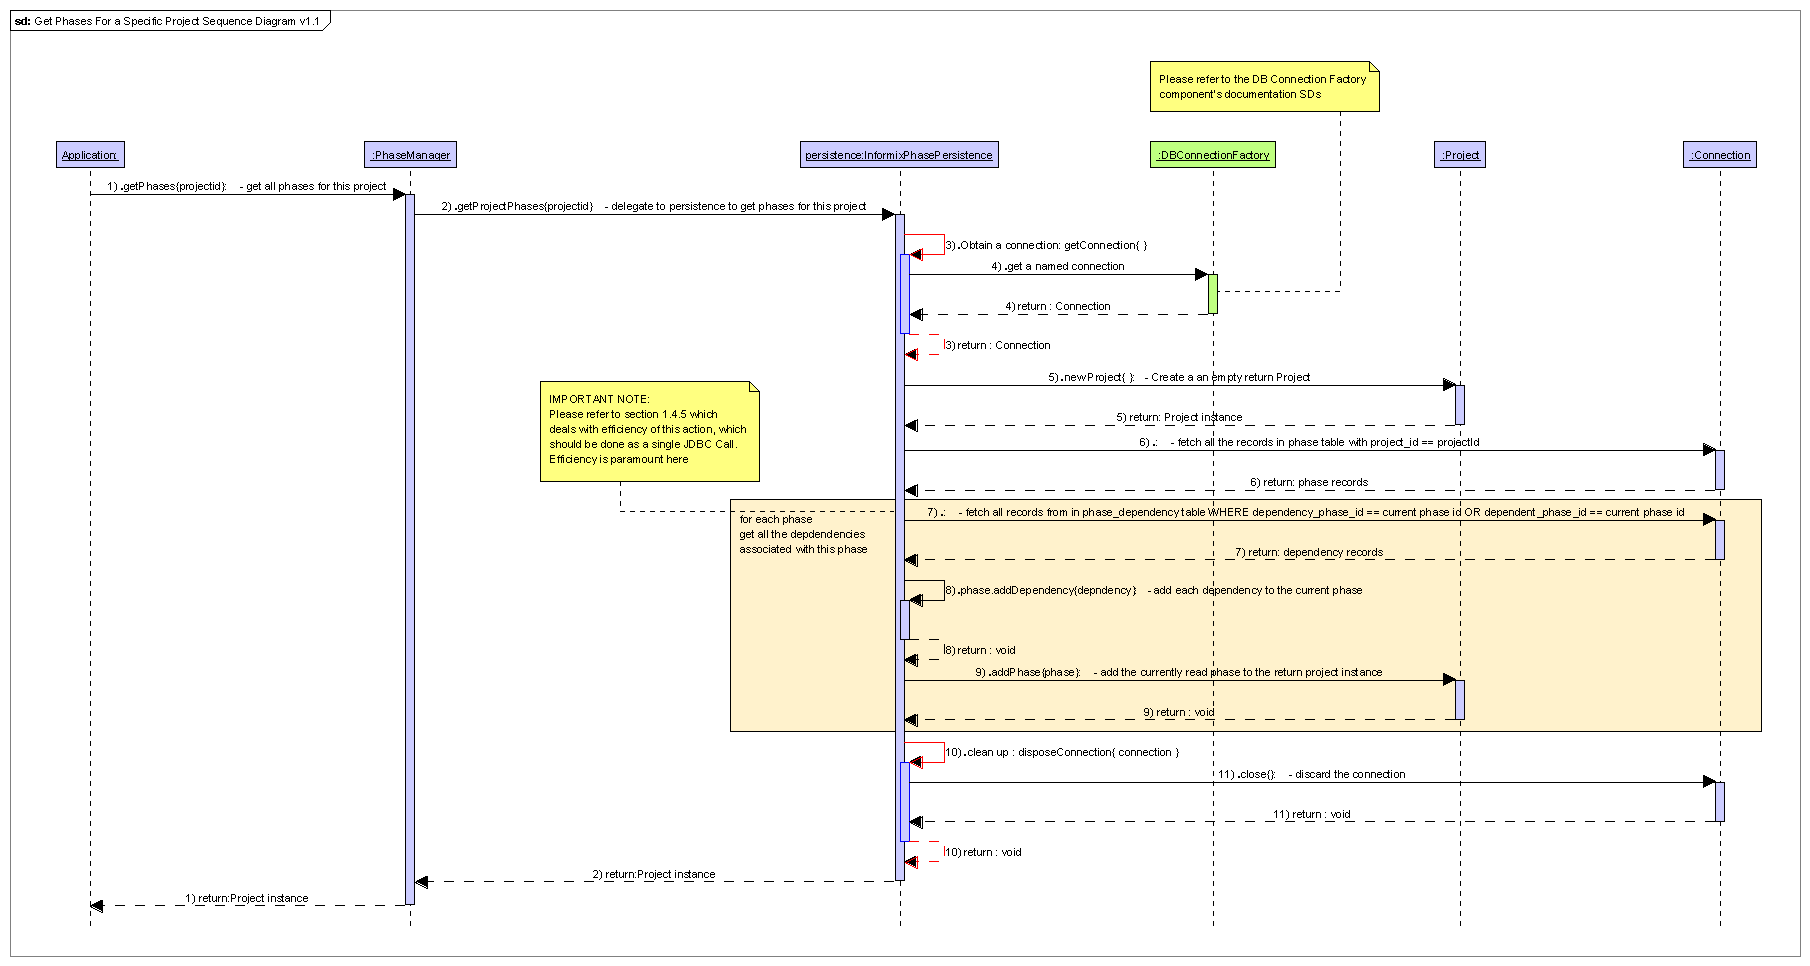 sd: Get Phases For a Specific Project Sequence Diagram v1.1
Please refer to the DB Connection Factory
component's documentation SDs
Application:
:PhaseManager
persistence:InformixPhasePersistence
:DBConnectionFactory
:Project
:Connection
1) .getPhases{projectid}: - get all phases for this project
2) .getProjectPhases{projectid} - delegate to persistence to get phases for this project
3) .Obtain a connection: getConnection{ }
4) .get a named connection
4) return : Connection
3) return : Connection
5) .newProject{ }: - Create a an empty return Project
IMPORTANT NOTE:
Please refer to section 1.4.5 which
deals with efficiency of this action, which
should be done as a single JDBC Call.
Efficiency is paramount here
5) return: Project instance
6) .: - fetch all the records in phase table with project_id == projectId
6) return: phase records
for each phase
get all the depdendencies
associated with this phase
7) .: - fetch all records from in phase_dependency table WHERE dependency_phase_id == current phase id OR dependent_phase_id == current phase id
7) return: dependency records
8) .phase.addDependency{depndency} - add each dependency to the current phase
8) return : void
9) .addPhase{phase}: - add the currently read phase to the return project instance
9) return : void
10) .clean up : disposeConnection{ connection }
11) .close{}: - discard the connection
11) return : void
10) return : void
2) return:Project instance
1) return:Project instance